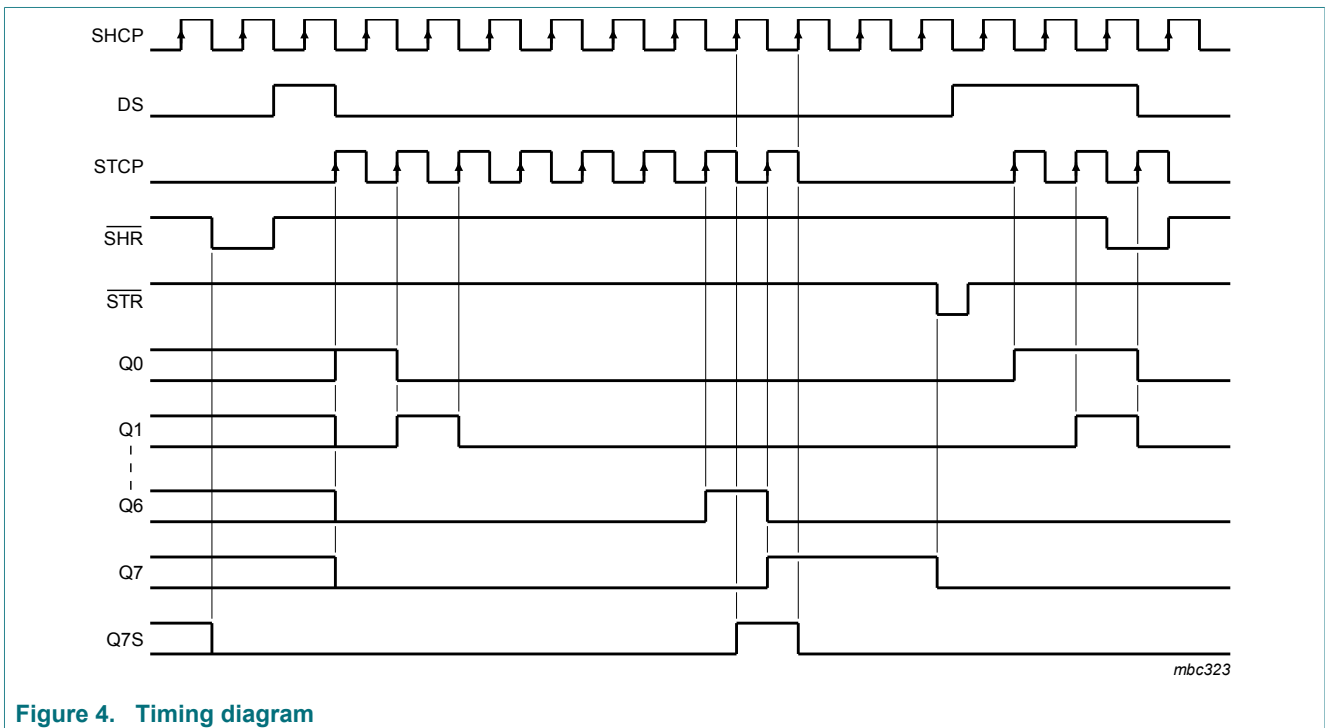 SHCP
DS
STCP
SHR
STR
Q0
Q1
Q6
Q7
Q7S
mbc323
Figure 4. Timing diagram